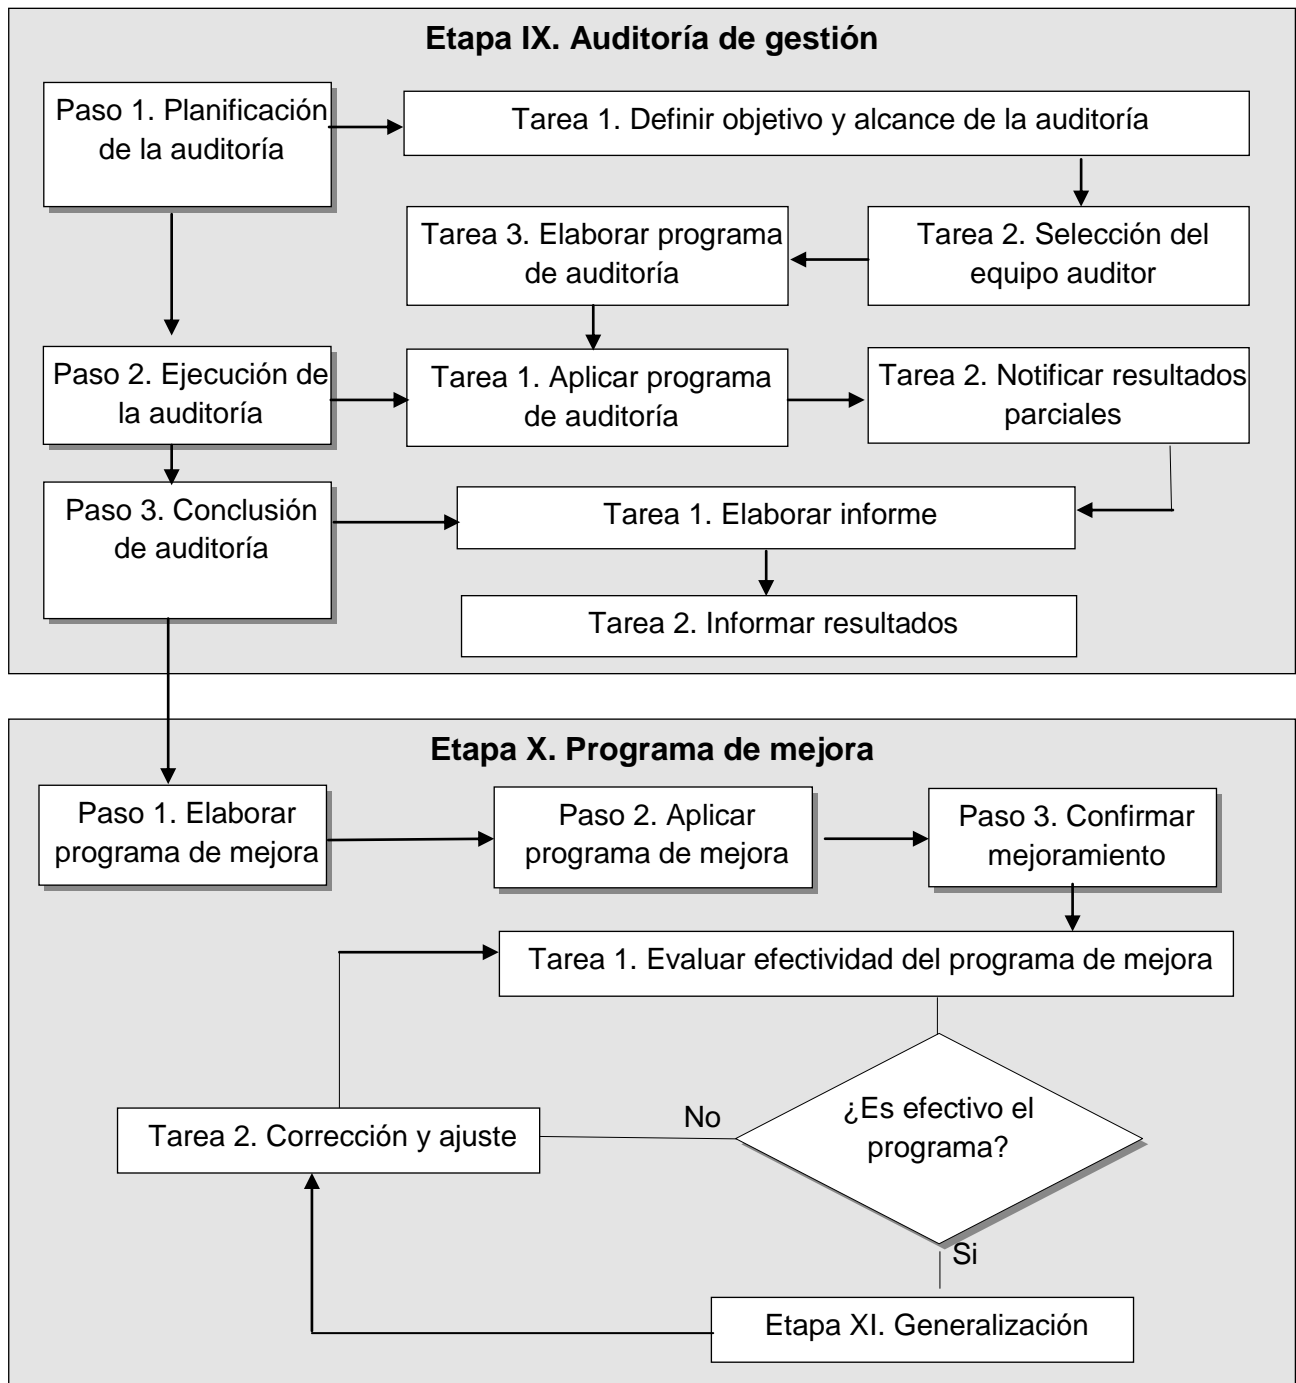 Etapa IX. Auditoría de gestión
Paso 1. Planificación
de la auditoría
Tarea 1. Definir objetivo y alcance de la auditoría
Tarea 3. Elaborar programa
de auditoría
Tarea 2. Selección del
equipo auditor
Paso 2. Ejecución de
la auditoría
Tarea 1. Aplicar programa
de auditoría
Tarea 2. Notificar resultados
parciales
Paso 3. Conclusión
de auditoría
Tarea 1. Elaborar informe
Tarea 2. Informar resultados
Etapa X. Programa de mejora
Paso 1. Elaborar
programa de mejora
Paso 2. Aplicar
programa de mejora
Paso 3. Confirmar
mejoramiento
Tarea 1. Evaluar efectividad del programa de mejora
¿Es efectivo el
programa?
No
Tarea 2. Corrección y ajuste
Si
Etapa XI. Generalización